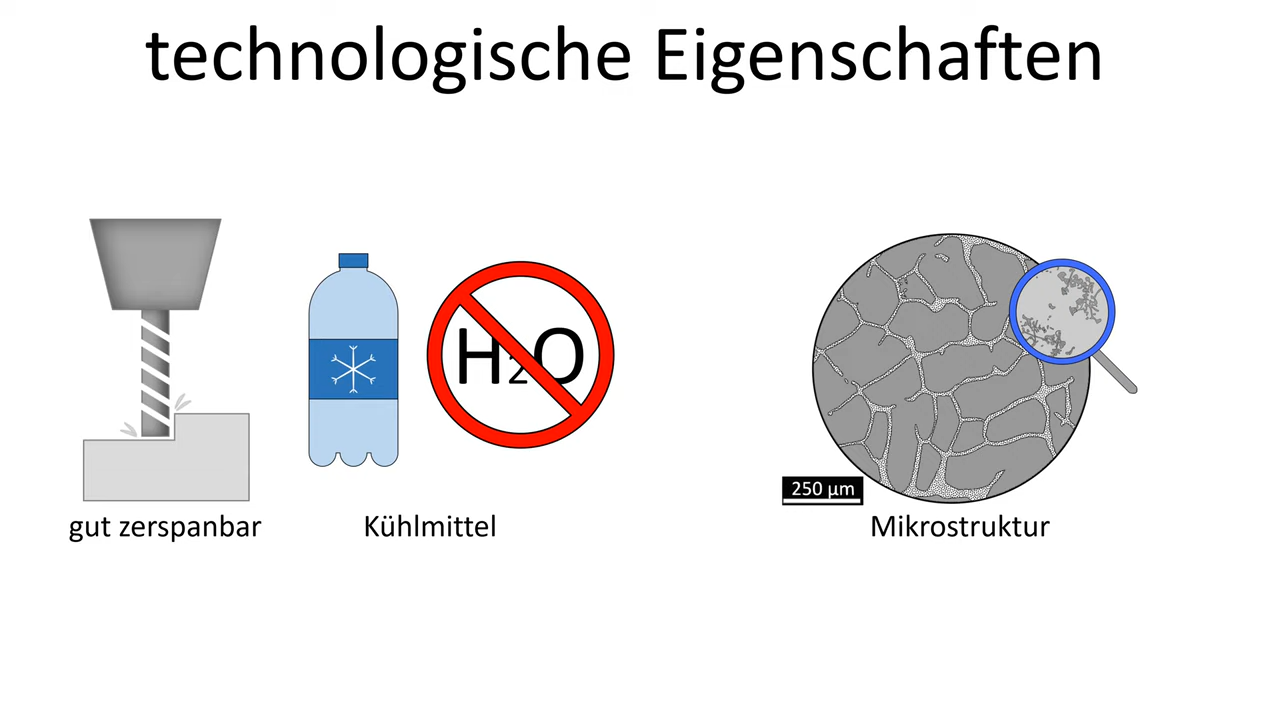 technologische Eigenschaften
H₂O
250 µm
gut zerspanbar
Kühlmittel
Mikrostruktur